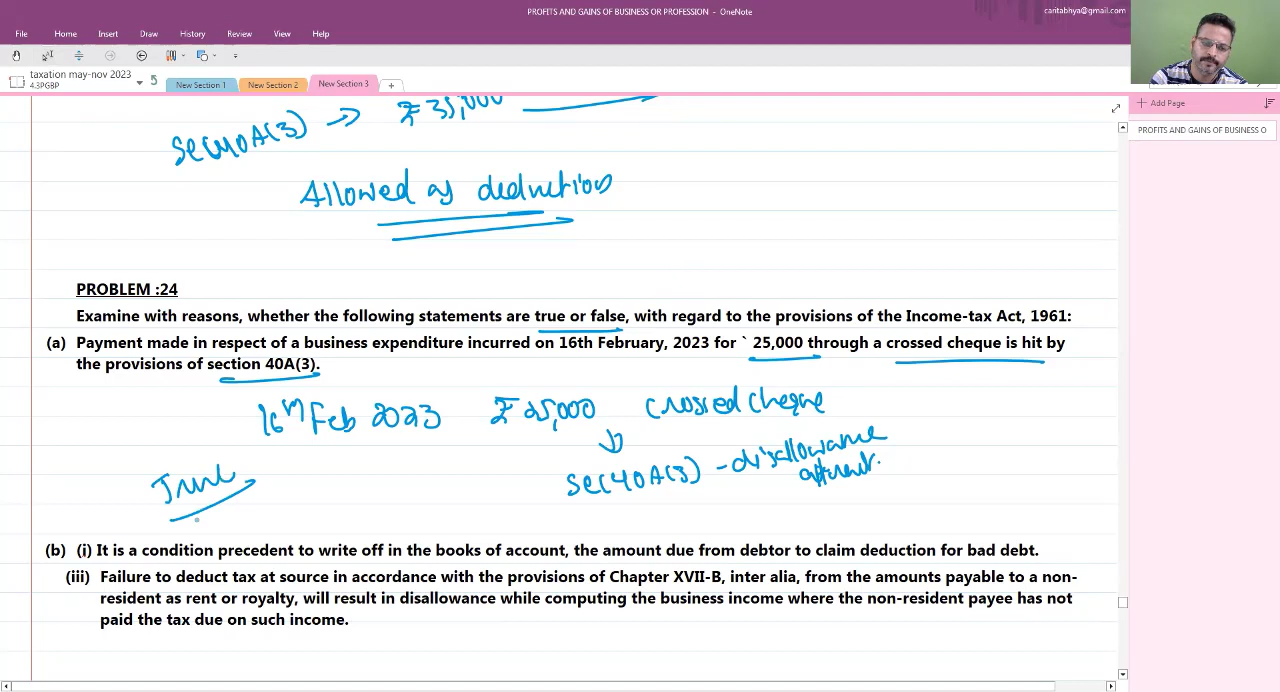 PROFITS AND GAINS OF BUSINESS OR PROFESSION - OneNote
caritabhya@gmail.com
File Home Insert Draw History Review View Help
taxation may-nov 2023
4.3PGBP
5
New Section 1 New Section 2 New Section 3 +
Add Page
PROFITS AND GAINS OF BUSINESS O
Sec 40A(3) → ₹35,000
Allowed as deduction
PROBLEM :24
Examine with reasons, whether the following statements are true or false, with regard to the provisions of the Income-tax Act, 1961:
(a) Payment made in respect of a business expenditure incurred on 16th February, 2023 for ` 25,000 through a crossed cheque is hit by
the provisions of section 40A(3).
16th Feb 2023 ₹25,000 crossed cheque
Sec 40A(3) - disallowance
attract.
True
(b) (i) It is a condition precedent to write off in the books of account, the amount due from debtor to claim deduction for bad debt.
(iii) Failure to deduct tax at source in accordance with the provisions of Chapter XVII-B, inter alia, from the amounts payable to a non-
resident as rent or royalty, will result in disallowance while computing the business income where the non-resident payee has not
paid the tax due on such income.